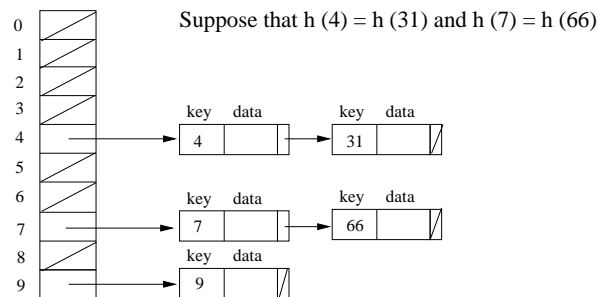 Suppose that h (4) = h (31) and h (7) = h (66)
0
1
2
3
key data key data
4 4 31
5
6
key data key data
7 7 66
8 key data
9 9